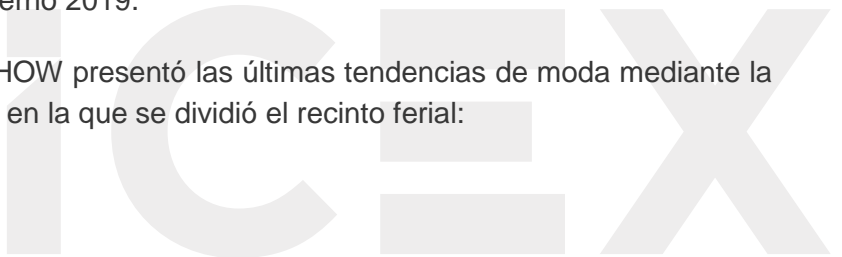 2019.
HOW presentó las últimas tendencias de moda mediante la
en la que se dividió el recinto ferial:
ICEX